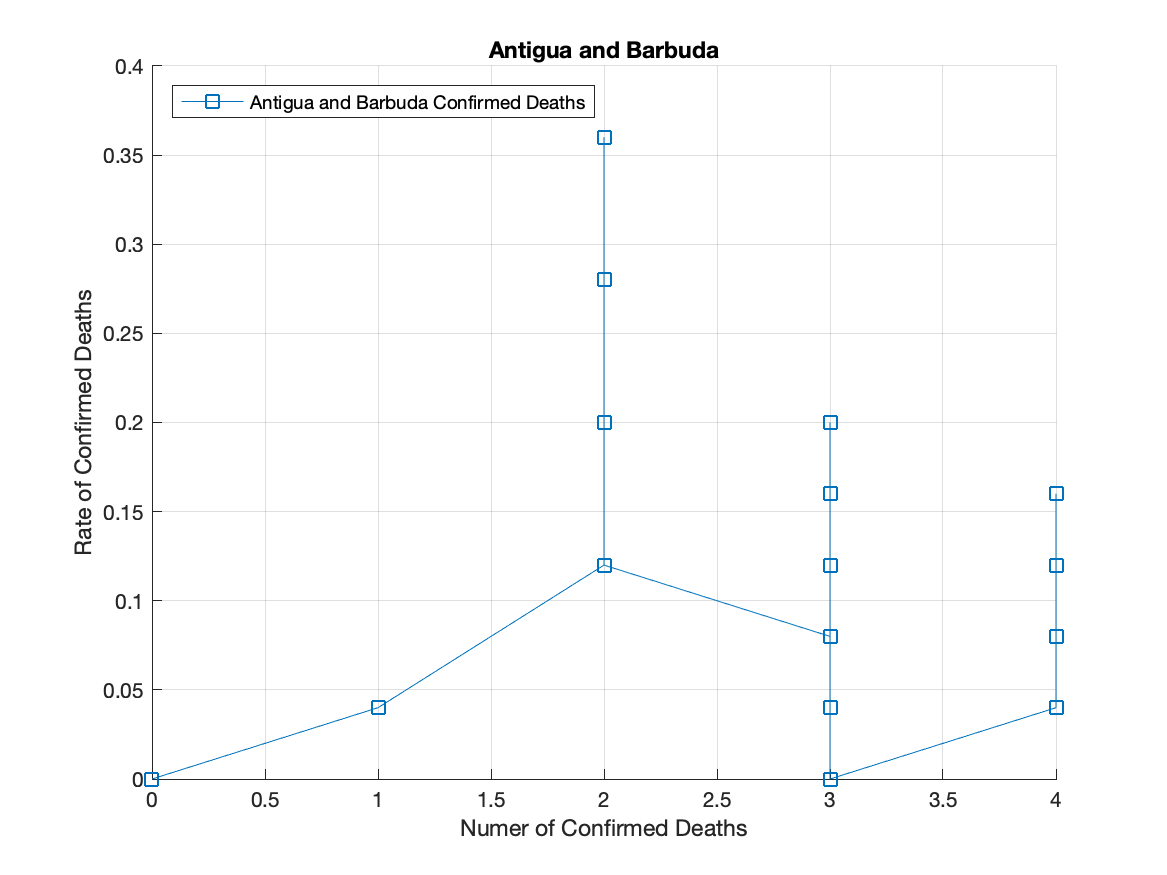 Antigua and Barbuda
Antigua and Barbuda Confirmed Deaths
Rate of Confirmed Deaths
0.4
0.35
0.3
0.25
0.2
0.15
0.1
0.05
0
0 0.5 1 1.5 2 2.5 3 3.5 4
Numer of Confirmed Deaths